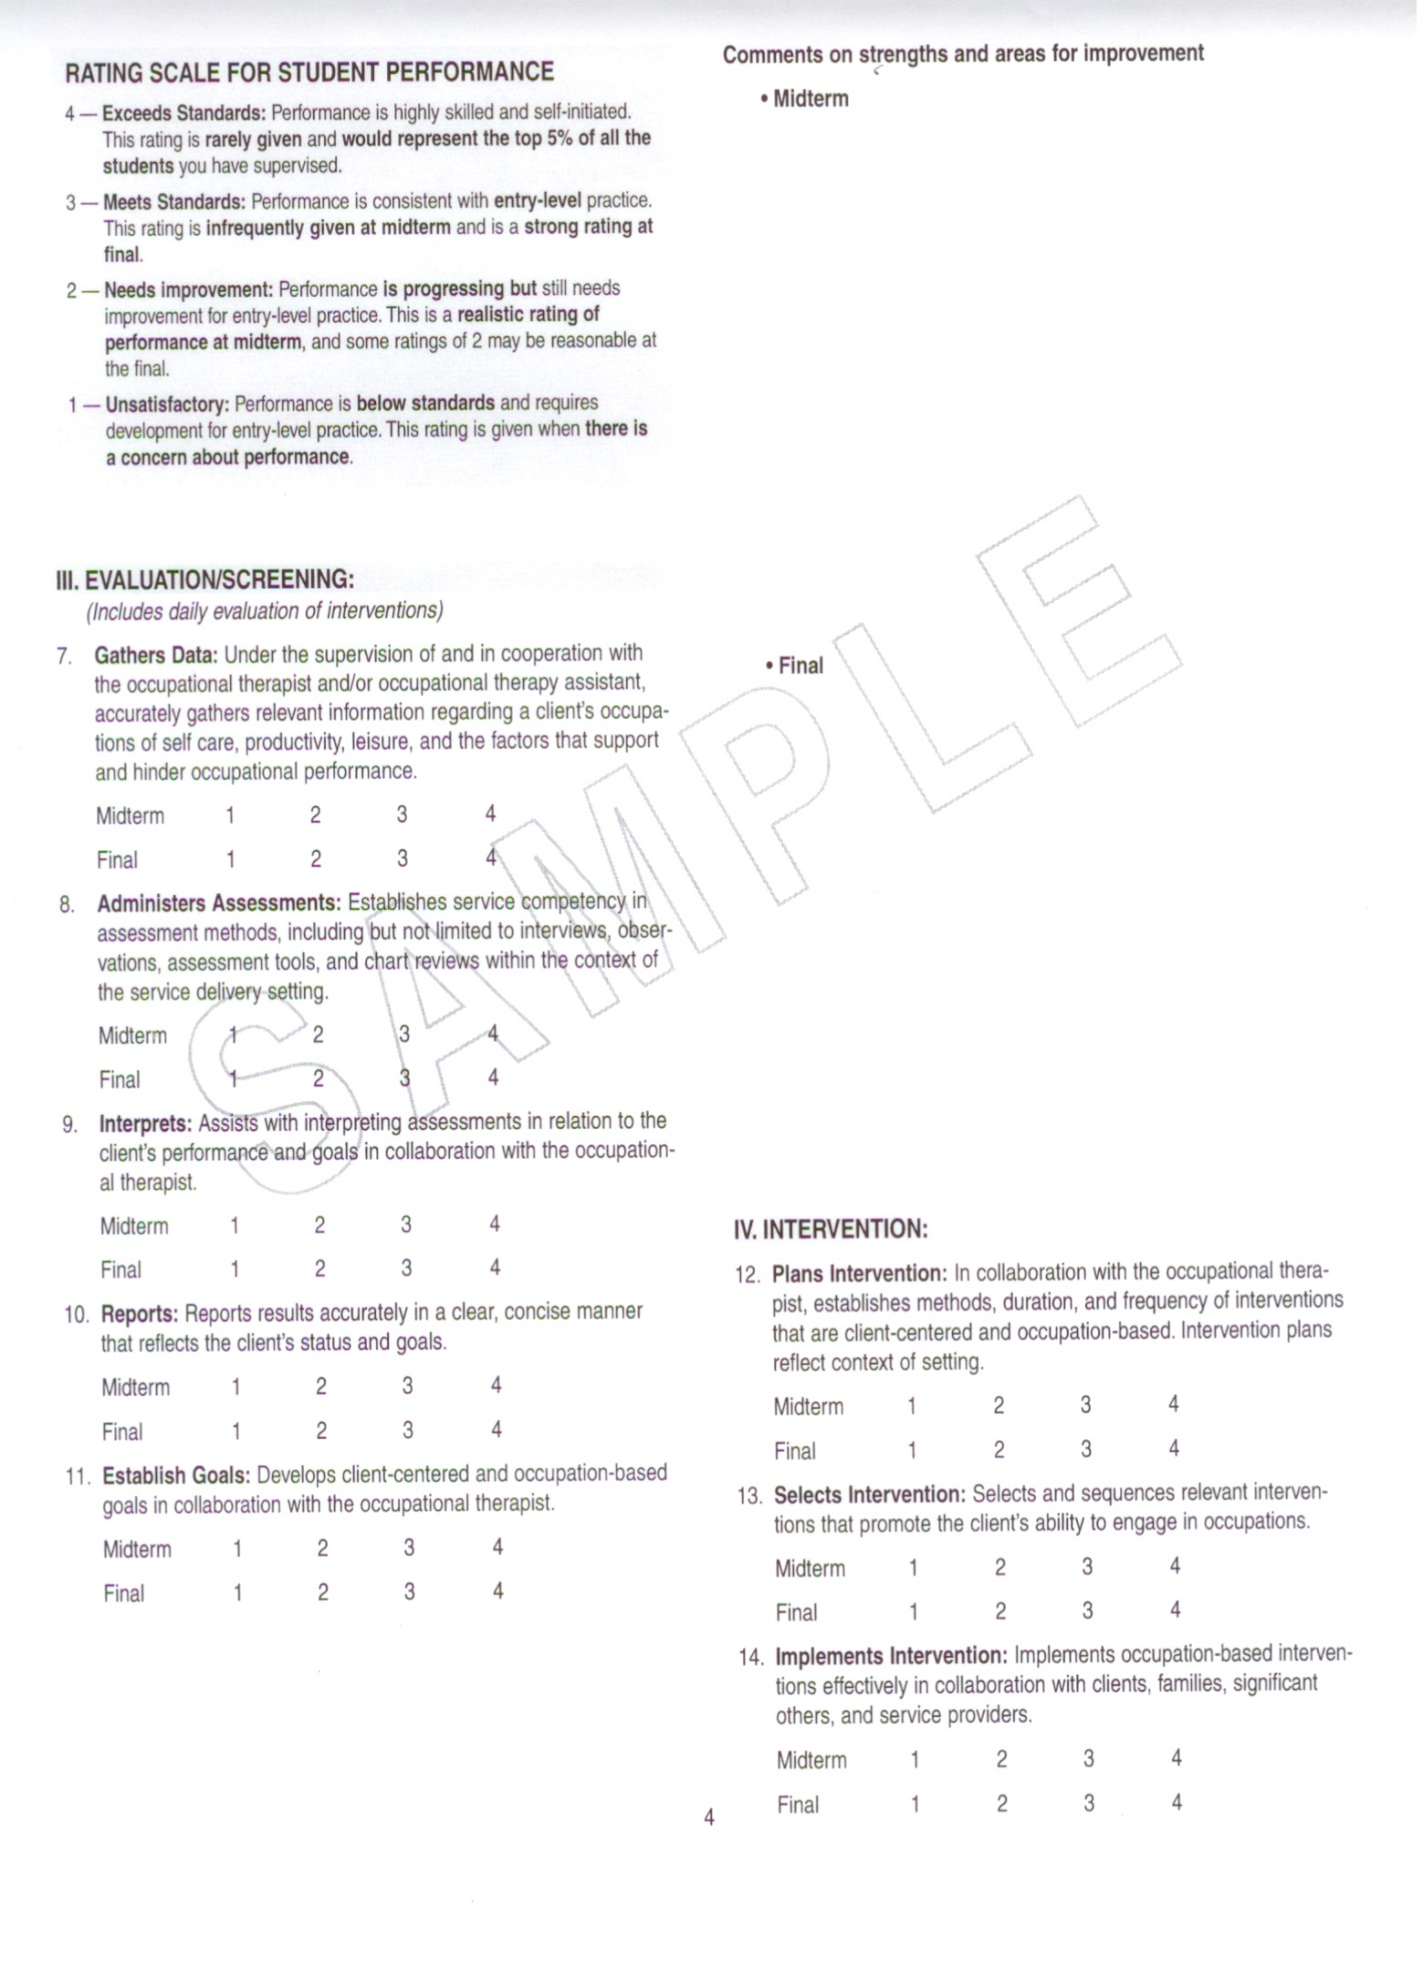 RATING SCALE FOR STUDENT PERFORMANCE
4 — Exceeds Standards: Performance is highly skilled and self-initiated.
This rating is rarely given and would represent the top 5% of all the
students you have supervised.
3 — Meets Standards: Performance is consistent with entry-level practice.
This rating is infrequently given at midterm and is a strong rating at
final.
2 — Needs improvement: Performance is progressing but still needs
improvement for entry-level practice. This is a realistic rating of
performance at midterm, and some ratings of 2 may be reasonable at
the final.
1 — Unsatisfactory: Performance is below standards and requires
development for entry-level practice. This rating is given when there is
a concern about performance.
III. EVALUATION/SCREENING:
(Includes daily evaluation of interventions)
7. Gathers Data: Under the supervision of and in cooperation with
the occupational therapist and/or occupational therapy assistant,
accurately gathers relevant information regarding a client's occupa-
tions of self care, productivity, leisure, and the factors that support
and hinder occupational performance.
Midterm 1 2 3 4
Final 1 2 3 4
8. Administers Assessments: Establishes service competency in
assessment methods, including but not limited to interviews, obser-
vations, assessment tools, and chart reviews within the context of
the service delivery setting.
Midterm 1 2 3 4
Final 1 2 3 4
9. Interprets: Assists with interpreting assessments in relation to the
client's performance and goals in collaboration with the occupation-
al therapist.
Midterm 1 2 3 4
Final 1 2 3 4
10. Reports: Reports results accurately in a clear, concise manner
that reflects the client's status and goals.
Midterm 1 2 3 4
Final 1 2 3 4
11. Establish Goals: Develops client-centered and occupation-based
goals in collaboration with the occupational therapist.
Midterm 1 2 3 4
Final 1 2 3 4
Comments on strengths and areas for improvement
• Midterm
• Final
SAMPLE
IV. INTERVENTION:
12. Plans Intervention: In collaboration with the occupational thera-
pist, establishes methods, duration, and frequency of interventions
that are client-centered and occupation-based. Intervention plans
reflect context of setting.
Midterm 1 2 3 4
Final 1 2 3 4
13. Selects Intervention: Selects and sequences relevant interven-
tions that promote the client's ability to engage in occupations.
Midterm 1 2 3 4
Final 1 2 3 4
14. Implements Intervention: Implements occupation-based interven-
tions effectively in collaboration with clients, families, significant
others, and service providers.
Midterm 1 2 3 4
Final 1 2 3 4
4